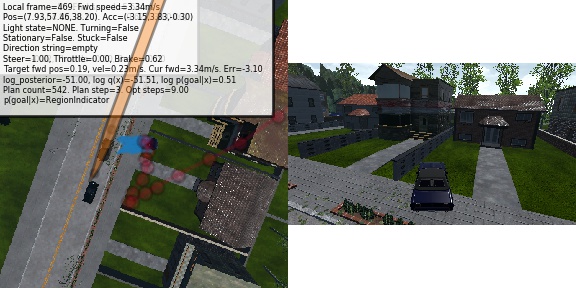 Local frame=469. Fwd speed=3.34m/s
Pos=(7.93,57.46,38.20). Acc=(-3.15,3.83,-0.30)
Light state=NONE. Turning=False
Stationary=False. Stuck=False
Direction string=empty
Steer=1.00, Throttle=0.00, Brake=0.62
Target fwd pos=0.19, vel=0.23m/s. Cur fwd=3.34m/s. Err=-3.10
log_posterior=-51.00, log q(x)=-51.51, log p(goal|x)=0.51
Plan count=542. Plan step=3. Opt steps=9.00
p(goal|x)=RegionIndicator